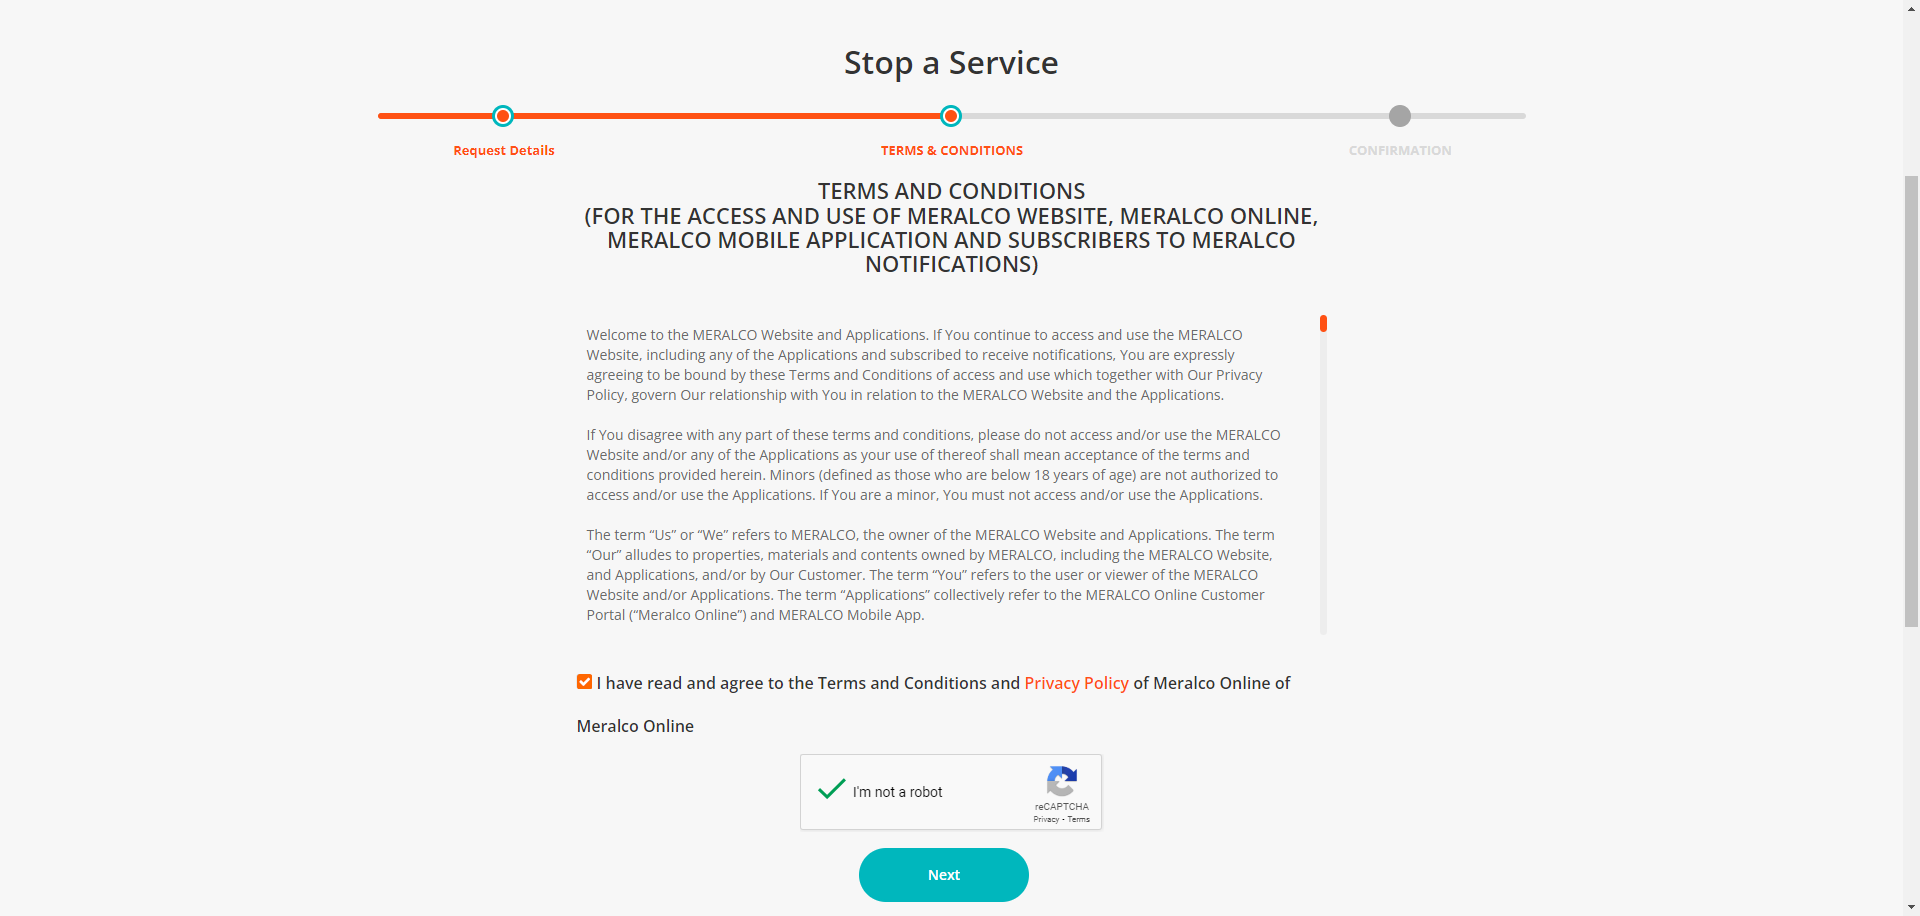 Stop a Service
Request Details
TERMS & CONDITIONS
CONFIRMATION
TERMS AND CONDITIONS
(FOR THE ACCESS AND USE OF MERALCO WEBSITE, MERALCO ONLINE,
MERALCO MOBILE APPLICATION AND SUBSCRIBERS TO MERALCO
NOTIFICATIONS)
Welcome to the MERALCO Website and Applications. If You continue to access and use the MERALCO
Website, including any of the Applications and subscribed to receive notifications, You are expressly
agreeing to be bound by these Terms and Conditions of access and use which together with Our Privacy
Policy, govern Our relationship with You in relation to the MERALCO Website and the Applications.
If You disagree with any part of these terms and conditions, please do not access and/or use the MERALCO
Website and/or any of the Applications as your use of thereof shall mean acceptance of the terms and
conditions provided herein. Minors (defined as those who are below 18 years of age) are not authorized to
access and/or use the Applications. If You are a minor, You must not access and/or use the Applications.
The term “Us” or “We” refers to MERALCO, the owner of the MERALCO Website and Applications. The term
“Our” alludes to properties, materials and contents owned by MERALCO, including the MERALCO Website,
and Applications, and/or by Our Customer. The term “You” refers to the user or viewer of the MERALCO
Website and/or Applications. The term “Applications” collectively refer to the MERALCO Online Customer
Portal (“Meralco Online”) and MERALCO Mobile App.
I have read and agree to the Terms and Conditions and Privacy Policy of Meralco Online of
Meralco Online
I'm not a robot
reCAPTCHA
Privacy - Terms
Next